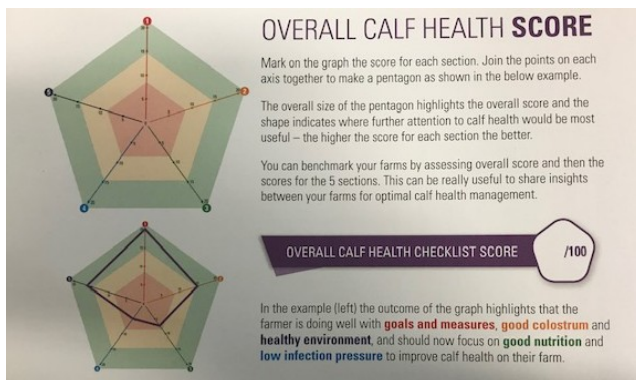 OVERALL CALF HEALTH SCORE
Mark on the graph the score for each section. Join the points on each
axis together to make a pentagon as shown in the below example.
The overall size of the pentagon highlights the overall score and the
shape indicates where further attention to calf health would be most
useful – the higher the score for each section the better.
You can benchmark your farms by assessing overall score and then the
scores for the 5 sections. This can be really useful to share insights
between your farms for optimal calf health management.
OVERALL CALF HEALTH CHECKLIST SCORE
/100
In the example (left) the outcome of the graph highlights that the
farmer is doing well with goals and measures, good colostrum and
healthy environment, and should now focus on good nutrition and
low infection pressure to improve calf health on their farm.
1
2
3
4
5